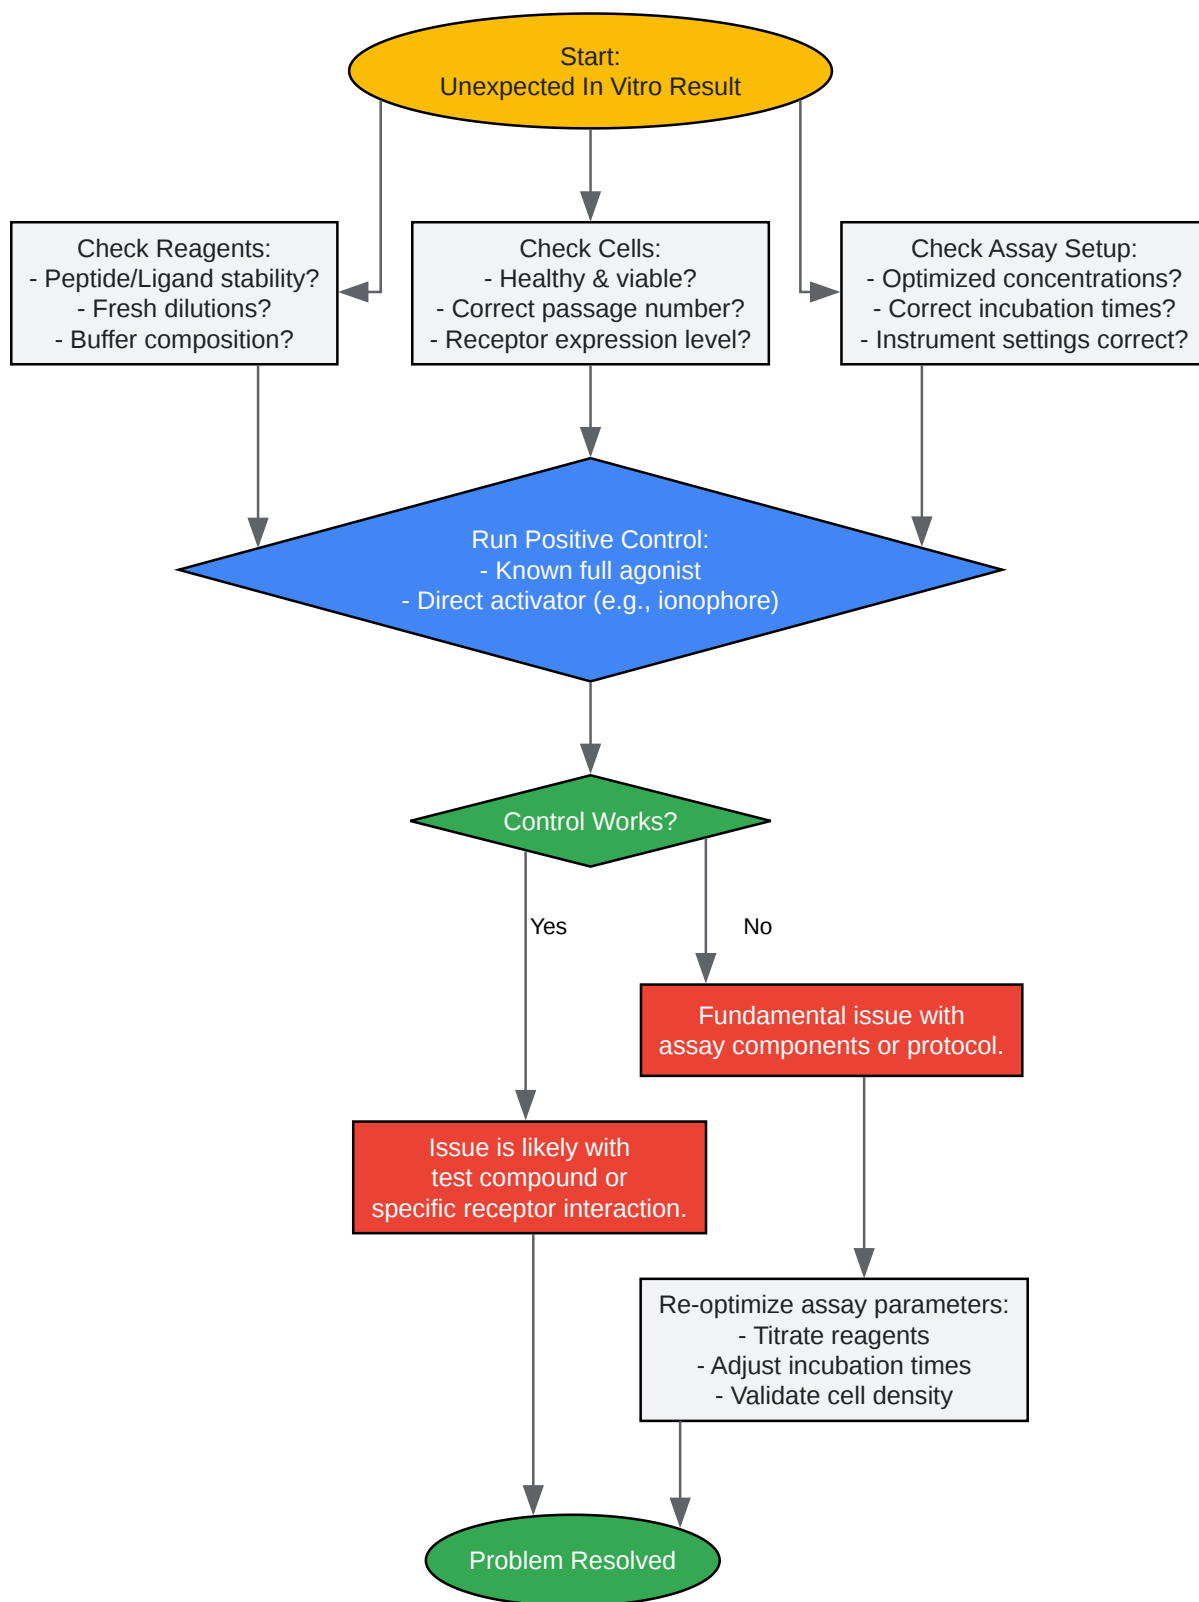 Start:
Unexpected In Vitro Result
Check Reagents:
- Peptide/Ligand stability?
- Fresh dilutions?
- Buffer composition?
Check Cells:
- Healthy & viable?
- Correct passage number?
- Receptor expression level?
Check Assay Setup:
- Optimized concentrations?
- Correct incubation times?
- Instrument settings correct?
Run Positive Control:
- Known full agonist
- Direct activator (e.g., ionophore)
Control Works?
Yes
No
Fundamental issue with
assay components or protocol.
Issue is likely with
test compound or
specific receptor interaction.
Re-optimize assay parameters:
- Titrate reagents
- Adjust incubation times
- Validate cell density
Problem Resolved